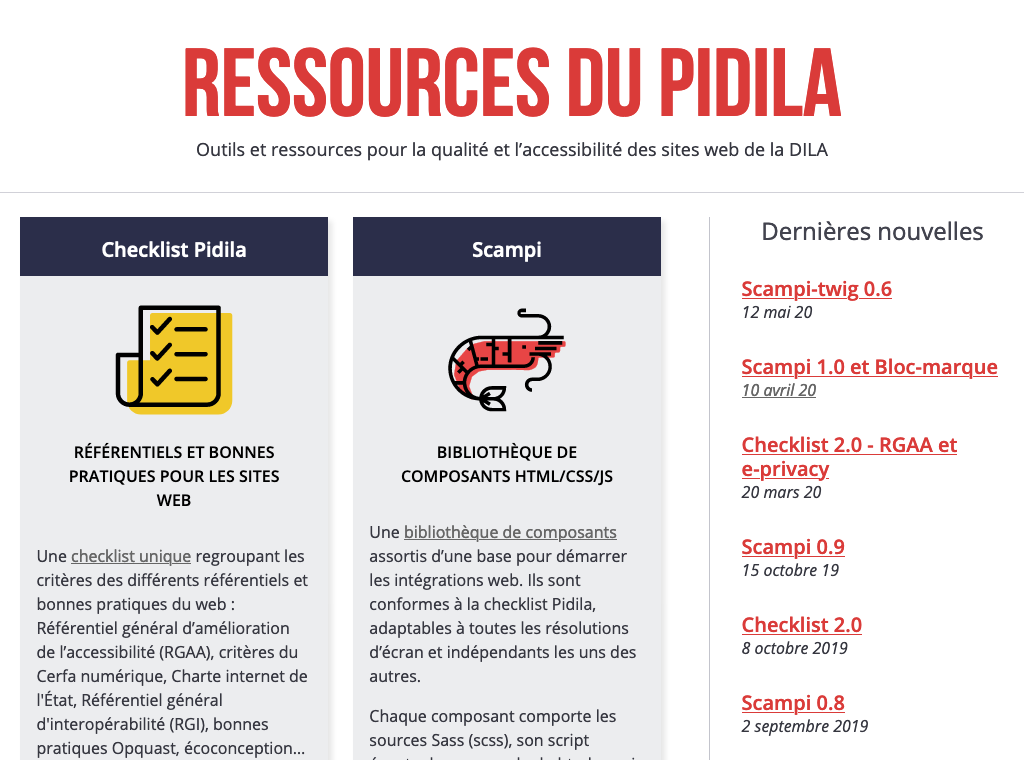 RESSOURCES DU PIDILA
Outils et ressources pour la qualité et l’accessibilité des sites web de la DILA
Checklist Pidila
RÉFÉRENTIELS ET BONNES
PRATIQUES POUR LES SITES
WEB
Une checklist unique regroupant les
critères des différents référentiels et
bonnes pratiques du web :
Référentiel général d’amélioration
de l’accessibilité (RGAA), critères du
Cerfa numérique, Charte internet de
l'État, Référentiel général
d'interopérabilité (RGI), bonnes
pratiques Opquast, écoconception...
Scampi
BIBLIOTHÈQUE DE
COMPOSANTS HTML/CSS/JS
Une bibliothèque de composants
assortis d’une base pour démarrer
les intégrations web. Ils sont
conformes à la checklist Pidila,
adaptables à toutes les résolutions
d’écran et indépendants les uns des
autres.
Chaque composant comporte les
sources Sass (scss), son script
Dernières nouvelles
Scampi-twig 0.6
12 mai 20
Scampi 1.0 et Bloc-marque
10 avril 20
Checklist 2.0 - RGAA et
e-privacy
20 mars 20
Scampi 0.9
15 octobre 19
Checklist 2.0
8 octobre 2019
Scampi 0.8
2 septembre 2019